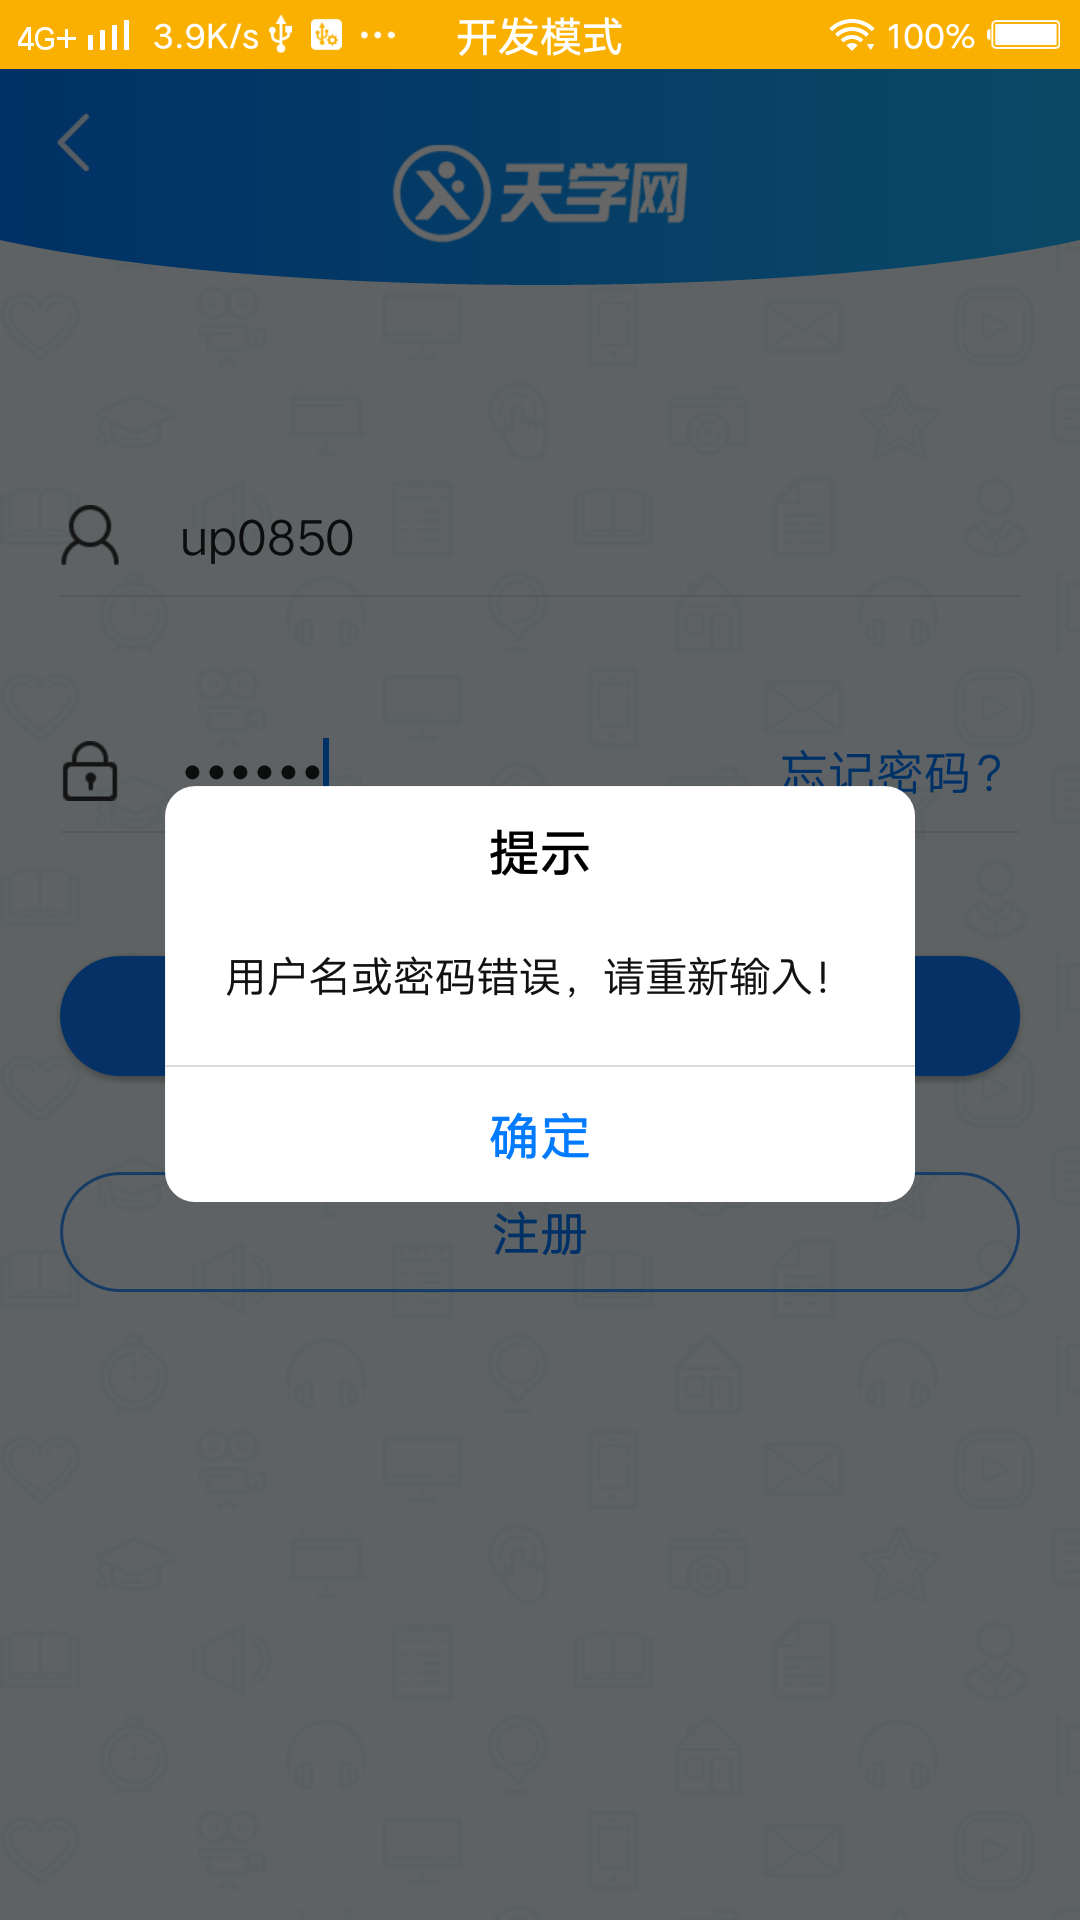 4G+ 3.9K/s 开发模式 100%
天学网
up0850
••••••
忘记密码?
提示
用户名或密码错误，请重新输入!
确定
注册